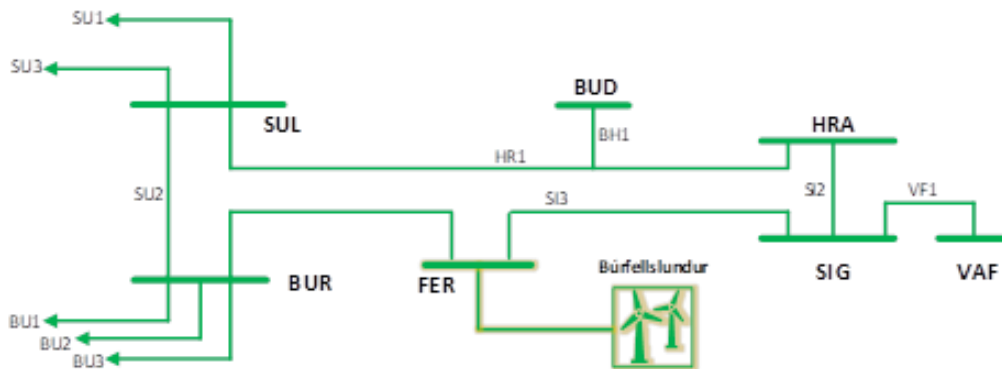 SU1
SU3
SUL
BUD
BH1
HRA
HR1
SU2
SI3
SI2
VF1
BUR
FER
Búrfellslundur
SIG
VAF
BU1
BU2
BU3